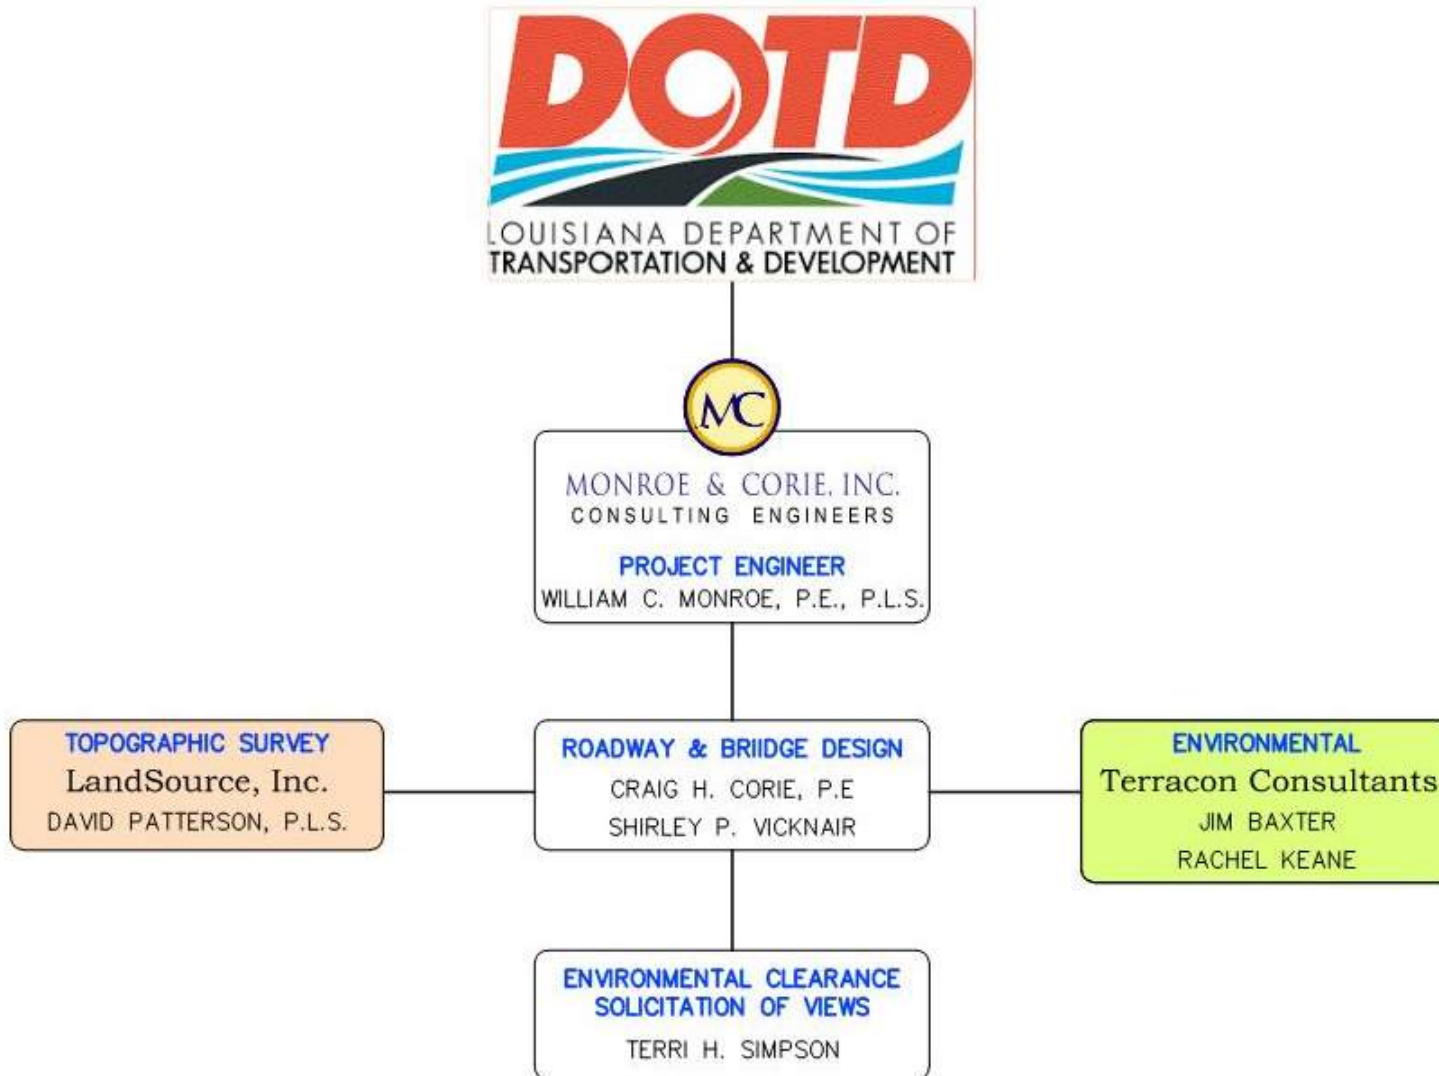 DOTD
LOUISIANA DEPARTMENT OF
TRANSPORTATION & DEVELOPMENT
MC
MONROE & CORIE, INC.
CONSULTING ENGINEERS
PROJECT ENGINEER
WILLIAM C. MONROE, P.E., P.L.S.
TOPOGRAPHIC SURVEY
LandSource, Inc.
DAVID PATTERSON, P.L.S.
ROADWAY & BRIIDGE DESIGN
CRAIG H. CORIE, P.E
SHIRLEY P. VICKNAIR
ENVIRONMENTAL
Terracon Consultants
JIM BAXTER
RACHEL KEANE
ENVIRONMENTAL CLEARANCE
SOLICITATION OF VIEWS
TERRI H. SIMPSON